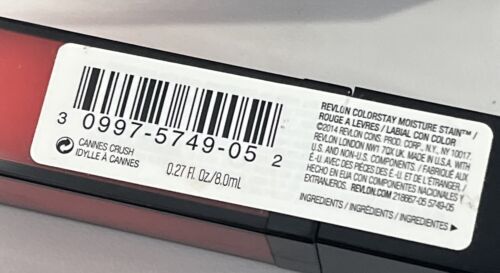 3 0997-5749-05 2
CANNES CRUSH
IDYLLE À CANNES
0.27 Fl. Oz/8.0mL
REVLON COLORSTAY MOISTURE STAIN™ /
ROUGE A LEVRES / LABIAL CON COLOR
©2014 REVLON CONS. PROD. CORP., N.Y., NY 10017.
REVLON LONDON NW1 7QX UK. MADE IN U.S.A. WITH
U.S. AND NON-U.S. COMPONENTS. / FABRIQUÉ AUX
É.-U. AVEC DES PIÈCES DES É.-U. ET DE L'ÉTRANGER. /
HECHO EN EUA CON COMPONENTES NACIONALES Y
EXTRANJEROS. REVLON.COM 218667-05 5749-05
INGREDIENTS / INGRÉDIENTS / INGREDIENTES